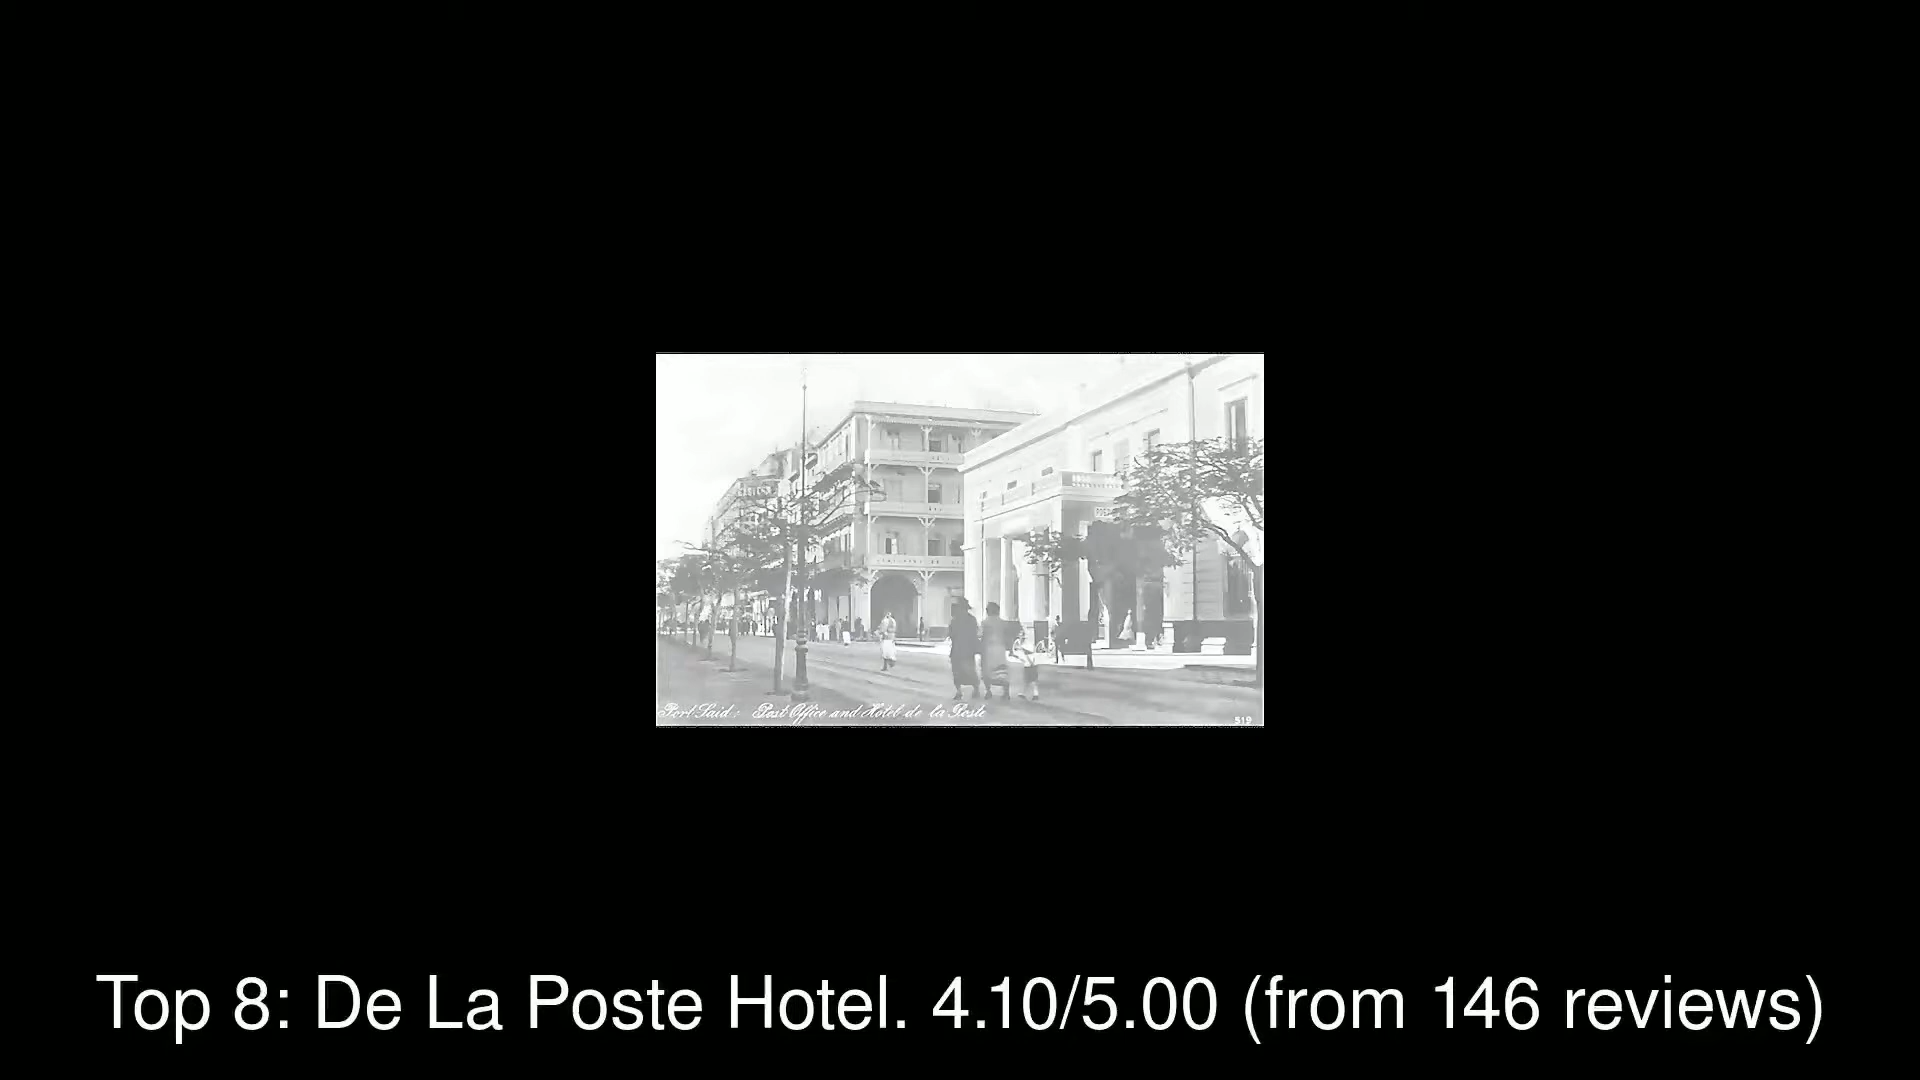 Port Said: Post Office and Hotel de la Poste
519
Top 8: De La Poste Hotel. 4.10/5.00 (from 146 reviews)